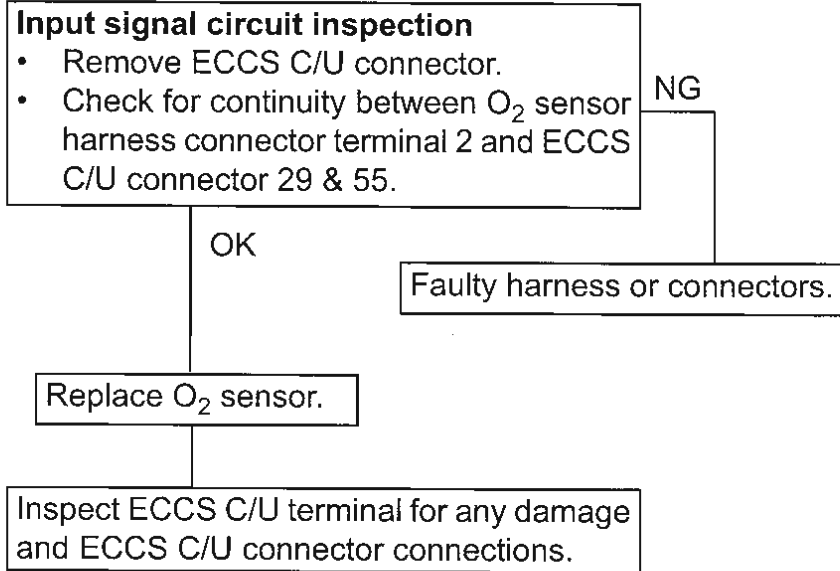 Input signal circuit inspection
• Remove ECCS C/U connector.
• Check for continuity between O₂ sensor
harness connector terminal 2 and ECCS
C/U connector 29 & 55.
NG
OK
Faulty harness or connectors.
Replace O₂ sensor.
Inspect ECCS C/U terminal for any damage
and ECCS C/U connector connections.